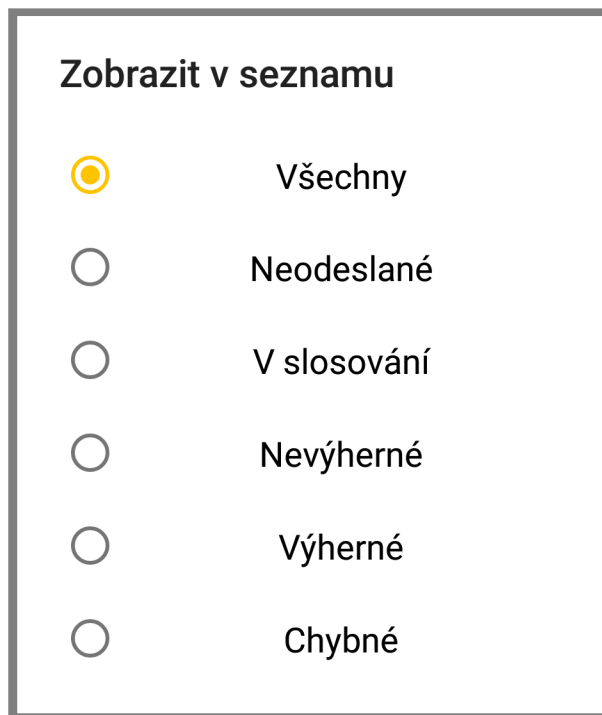 Zobrazit v seznamu
Všechny
Neodeslané
V slosování
Nevýherné
Výherné
Chybné